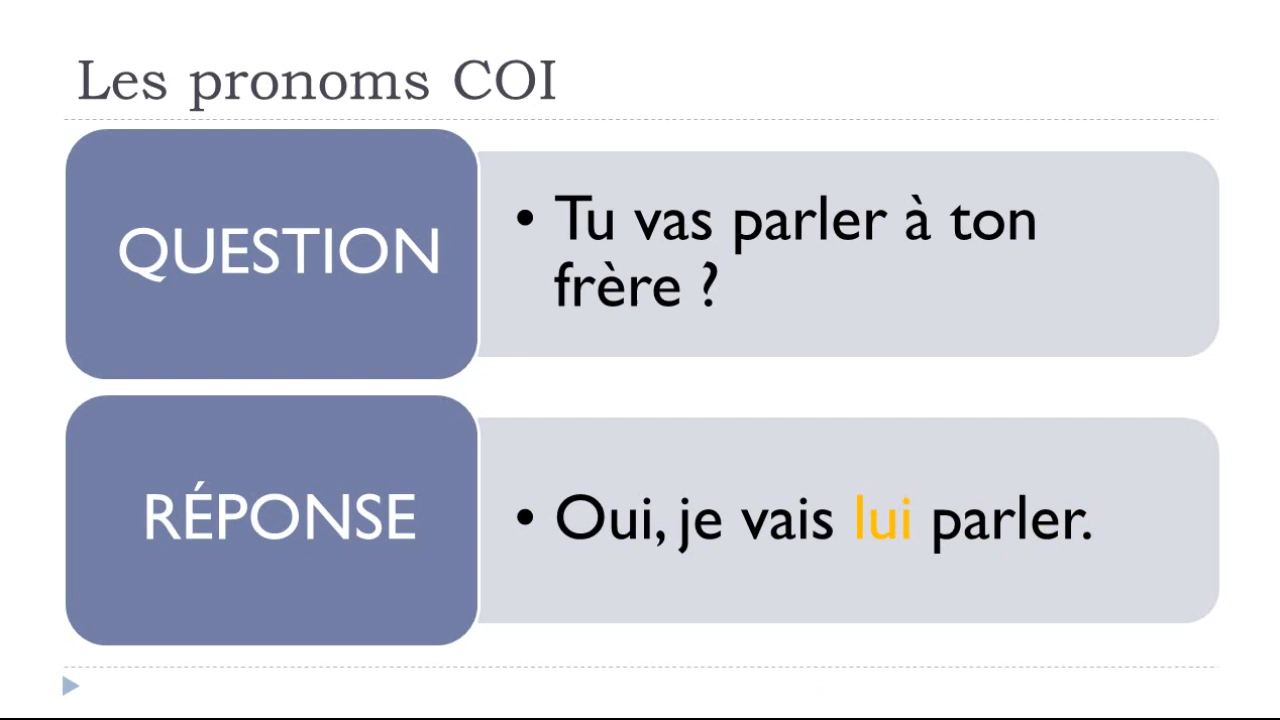 Les pronoms COI
QUESTION
• Tu vas parler à ton
frère ?
RÉPONSE
• Oui, je vais lui parler.